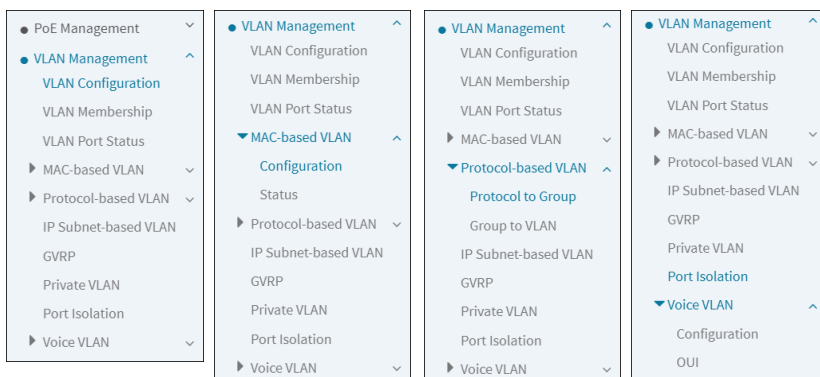 PoE Management
VLAN Management
VLAN Configuration
VLAN Membership
VLAN Port Status
MAC-based VLAN
Protocol-based VLAN
IP Subnet-based VLAN
GVRP
Private VLAN
Port Isolation
Voice VLAN
VLAN Management
VLAN Configuration
VLAN Membership
VLAN Port Status
MAC-based VLAN
Configuration
Status
Protocol-based VLAN
IP Subnet-based VLAN
GVRP
Private VLAN
Port Isolation
Voice VLAN
VLAN Management
VLAN Configuration
VLAN Membership
VLAN Port Status
MAC-based VLAN
Protocol-based VLAN
Protocol to Group
Group to VLAN
IP Subnet-based VLAN
GVRP
Private VLAN
Port Isolation
Voice VLAN
VLAN Management
VLAN Configuration
VLAN Membership
VLAN Port Status
MAC-based VLAN
Protocol-based VLAN
IP Subnet-based VLAN
GVRP
Private VLAN
Port Isolation
Voice VLAN
Configuration
OUI